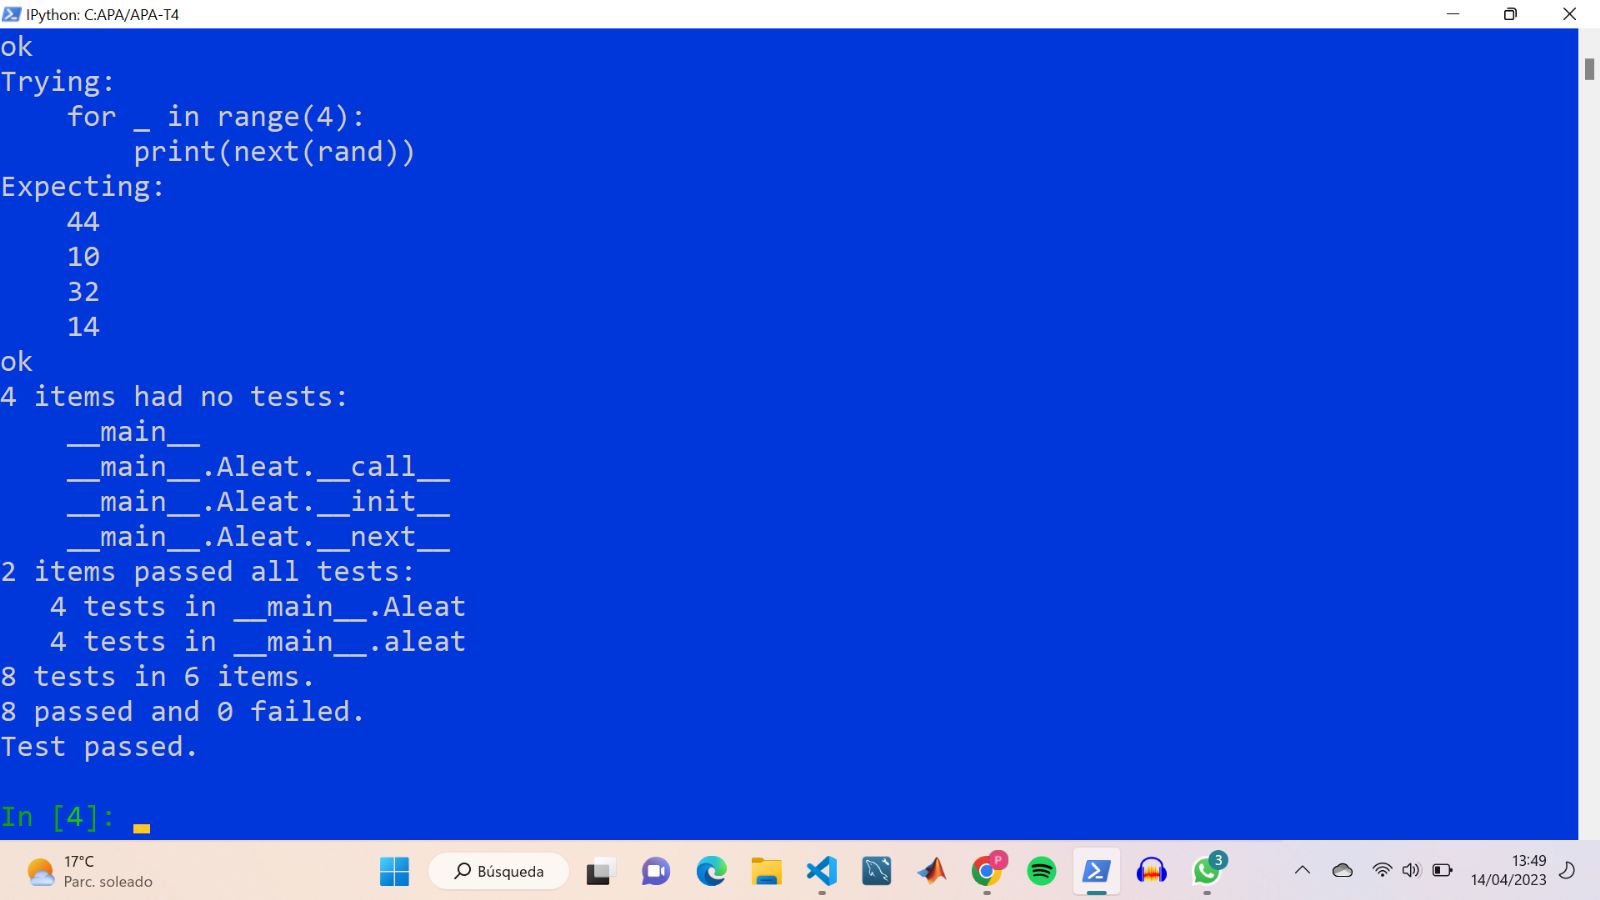 IPython: C:APA/APA-T4
ok
Trying:
    for _ in range(4):
        print(next(rand))
Expecting:
    44
    10
    32
    14
ok
4 items had no tests:
    __main__
    __main__.Aleat.__call__
    __main__.Aleat.__init__
    __main__.Aleat.__next__
2 items passed all tests:
   4 tests in __main__.Aleat
   4 tests in __main__.aleat
8 tests in 6 items.
8 passed and 0 failed.
Test passed.
In [4]:
17°C
Parc. soleado
Búsqueda
P
3
13:49
14/04/2023